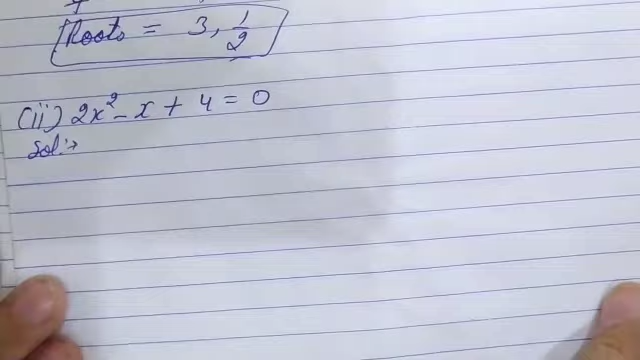 Roots = 3, 1/2
(ii) 2x² - x + 4 = 0
Sol:→